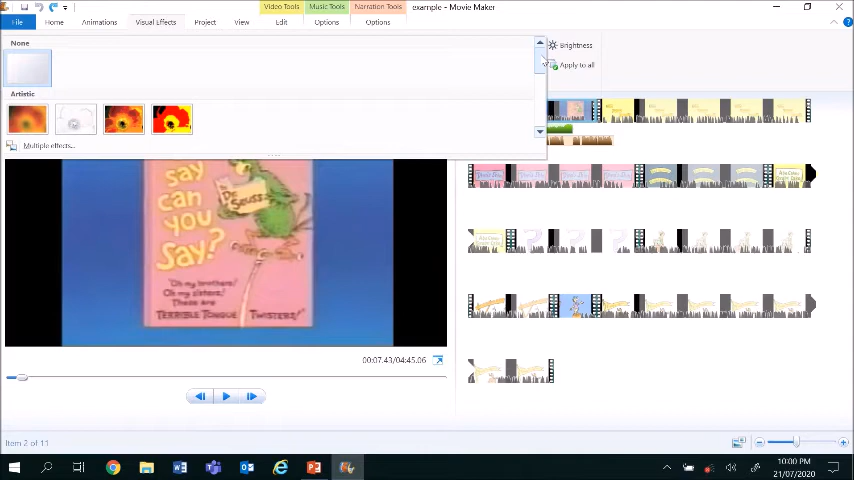 Video Tools Music Tools Narration Tools example - Movie Maker
File Home Animations Visual Effects Project View Edit Options Options
None
Brightness
Apply to all
Artistic
Multiple effects...
say
can
you
Say?
Dr.
Seuss's
"Oh my brothers!
Oh my sisters!
These are
TERRIBLE TONGUE TWISTERS!"
00:07.43/04:45.06
Item 2 of 11
10:00 PM
21/07/2020